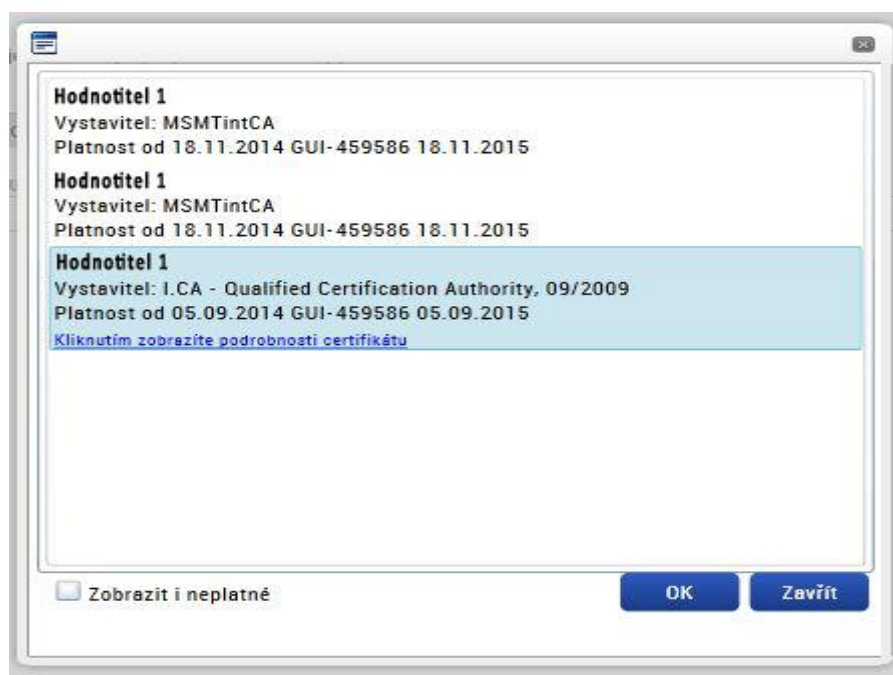 Hodnotitel 1
Vystavitel: MSMTintCA
Platnost od 18.11.2014 GUI-459586 18.11.2015
Hodnotitel 1
Vystavitel: MSMTintCA
Platnost od 18.11.2014 GUI-459586 18.11.2015
Hodnotitel 1
Vystavitel: I.CA - Qualified Certification Authority, 09/2009
Platnost od 05.09.2014 GUI-459586 05.09.2015
Kliknutím zobrazíte podrobnosti certifikátu
Zobrazit i neplatné
OK
Zavřít